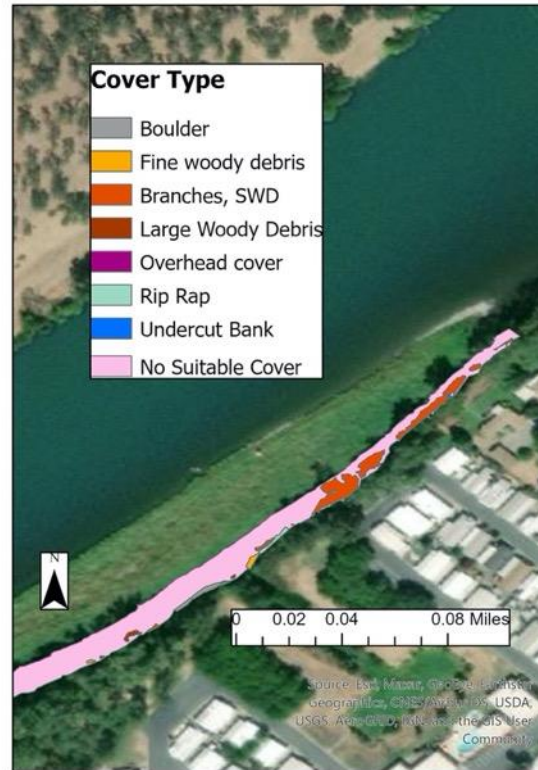 Cover Type
Boulder
Fine woody debris
Branches, SWD
Large Woody Debris
Overhead cover
Rip Rap
Undercut Bank
No Suitable Cover
N
0 0.02 0.04 0.08 Miles
Source: Esri, Maxar, GeoEye, Earthstar
Geographics, CNES/Airbus DS, USDA,
USGS, AeroGRID, IGN, and the GIS User
Community